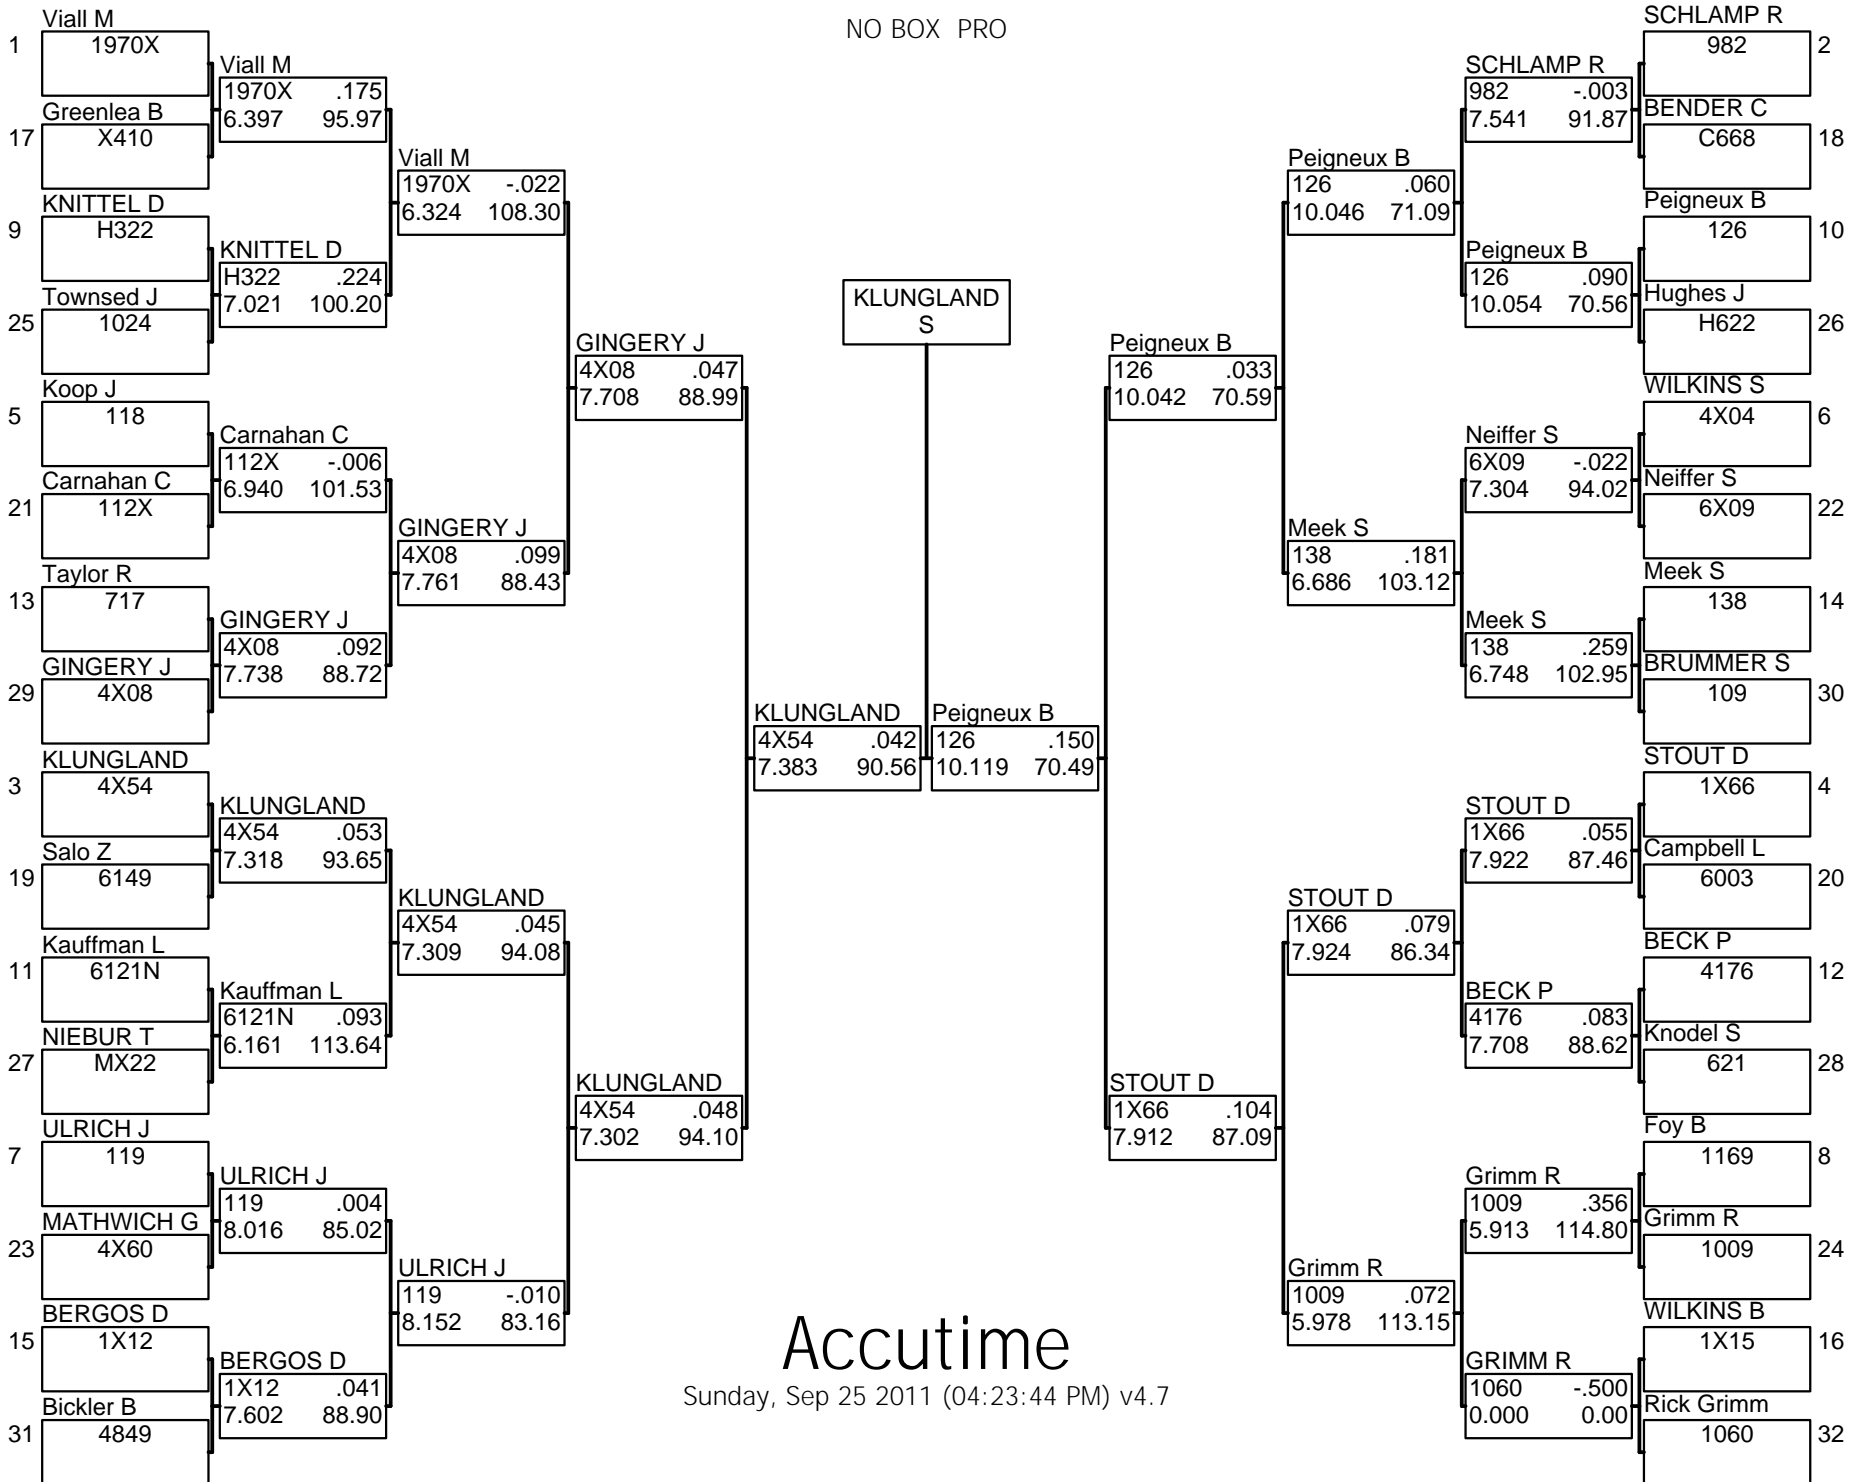 NO BOX PRO
Viall M
1 1970X
Greenlea B
17 X410
KNITTEL D
9 H322
Townsed J
25 1024
Koop J
5 118
Carnahan C
21 112X
Taylor R
13 717
GINGERY J
29 4X08
KLUNGLAND
3 4X54
Salo Z
19 6149
Kauffman L
11 6121N
NIEBUR T
27 MX22
ULRICH J
7 119
MATHWICH G
23 4X60
BERGOS D
15 1X12
Bickler B
31 4849
Viall M
1970X .175
6.397 95.97
KNITTEL D
H322 .224
7.021 100.20
Carnahan C
112X -.006
6.940 101.53
GINGERY J
4X08 .092
7.738 88.72
KLUNGLAND
4X54 .053
7.318 93.65
Kauffman L
6121N .093
6.161 113.64
ULRICH J
119 .004
8.016 85.02
BERGOS D
1X12 .041
7.602 88.90
Viall M
1970X -.022
6.324 108.30
GINGERY J
4X08 .099
7.761 88.43
KLUNGLAND
4X54 .045
7.309 94.08
ULRICH J
119 -.010
8.152 83.16
GINGERY J
4X08 .047
7.708 88.99
KLUNGLAND
4X54 .048
7.302 94.10
KLUNGLAND
4X54 .042
7.383 90.56
KLUNGLAND
S
Peigneux B
126 .150
10.119 70.49
Peigneux B
126 .033
10.042 70.59
STOUT D
1X66 .104
7.912 87.09
Peigneux B
126 .060
10.046 71.09
Meek S
138 .181
6.686 103.12
STOUT D
1X66 .079
7.924 86.34
Grimm R
1009 .072
5.978 113.15
SCHLAMP R
982 -.003
7.541 91.87
Peigneux B
126 .090
10.054 70.56
Neiffer S
6X09 -.022
7.304 94.02
Meek S
138 .259
6.748 102.95
STOUT D
1X66 .055
7.922 87.46
BECK P
4176 .083
7.708 88.62
Grimm R
1009 .356
5.913 114.80
GRIMM R
1060 -.500
0.000 0.00
SCHLAMP R
982 2
BENDER C
C668 18
Peigneux B
126 10
Hughes J
H622 26
WILKINS S
4X04 6
Neiffer S
6X09 22
Meek S
138 14
BRUMMER S
109 30
STOUT D
1X66 4
Campbell L
6003 20
BECK P
4176 12
Knodel S
621 28
Foy B
1169 8
Grimm R
1009 24
WILKINS B
1X15 16
Rick Grimm
1060 32
Accutime
Sunday, Sep 25 2011 (04:23:44 PM) v4.7